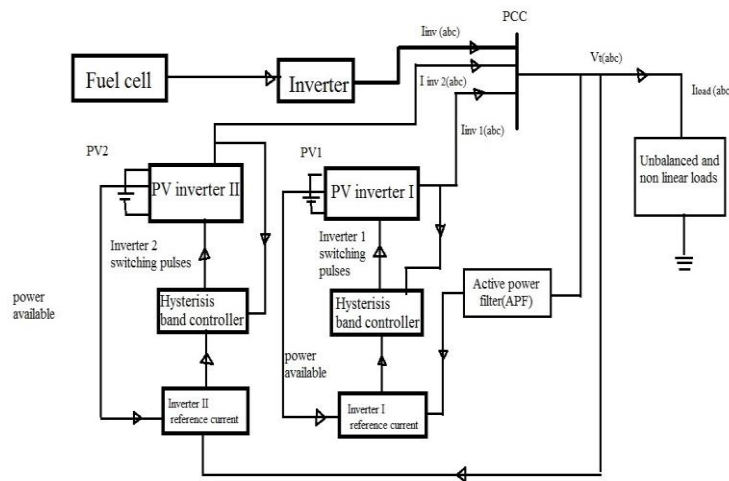 PCC
Iinv (abc)
Vt(abc)
Fuel cell
Inverter
I inv 2(abc)
Iload (abc
Iinv 1(abc)
PV2
PV1
PV inverter II
PV inverter I
Unbalanced and
non linear loads
Inverter 2
switching pulses
Inverter 1
switching
pulses
power
available
Hysterisis
band controller
Hysterisis
band controller
Active power
filter(APF)
power
available
Inverter II
reference current
Inverter I
reference current